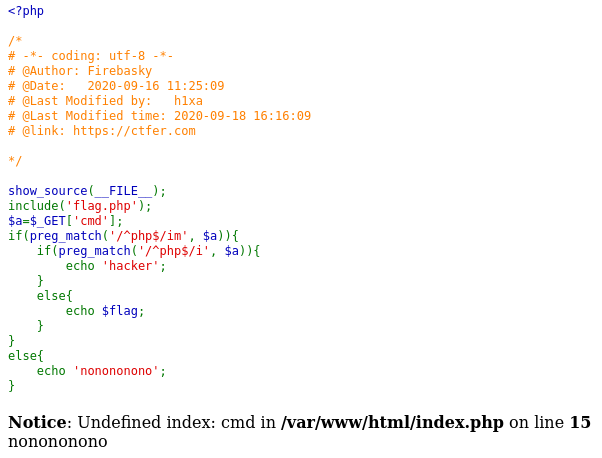 <?php

/*
# -*- coding: utf-8 -*-
# @Author: Firebasky
# @Date:   2020-09-16 11:25:09
# @Last Modified by:   h1xa
# @Last Modified time: 2020-09-18 16:16:09
# @link: https://ctfer.com

*/

show_source(__FILE__);
include('flag.php');
$a=$_GET['cmd'];
if(preg_match('/^php$/im', $a)){
    if(preg_match('/^php$/i', $a)){
        echo 'hacker';
    }
    else{
        echo $flag;
    }
}
else{
    echo 'nonononono';
}

Notice: Undefined index: cmd in /var/www/html/index.php on line 15
nonononono